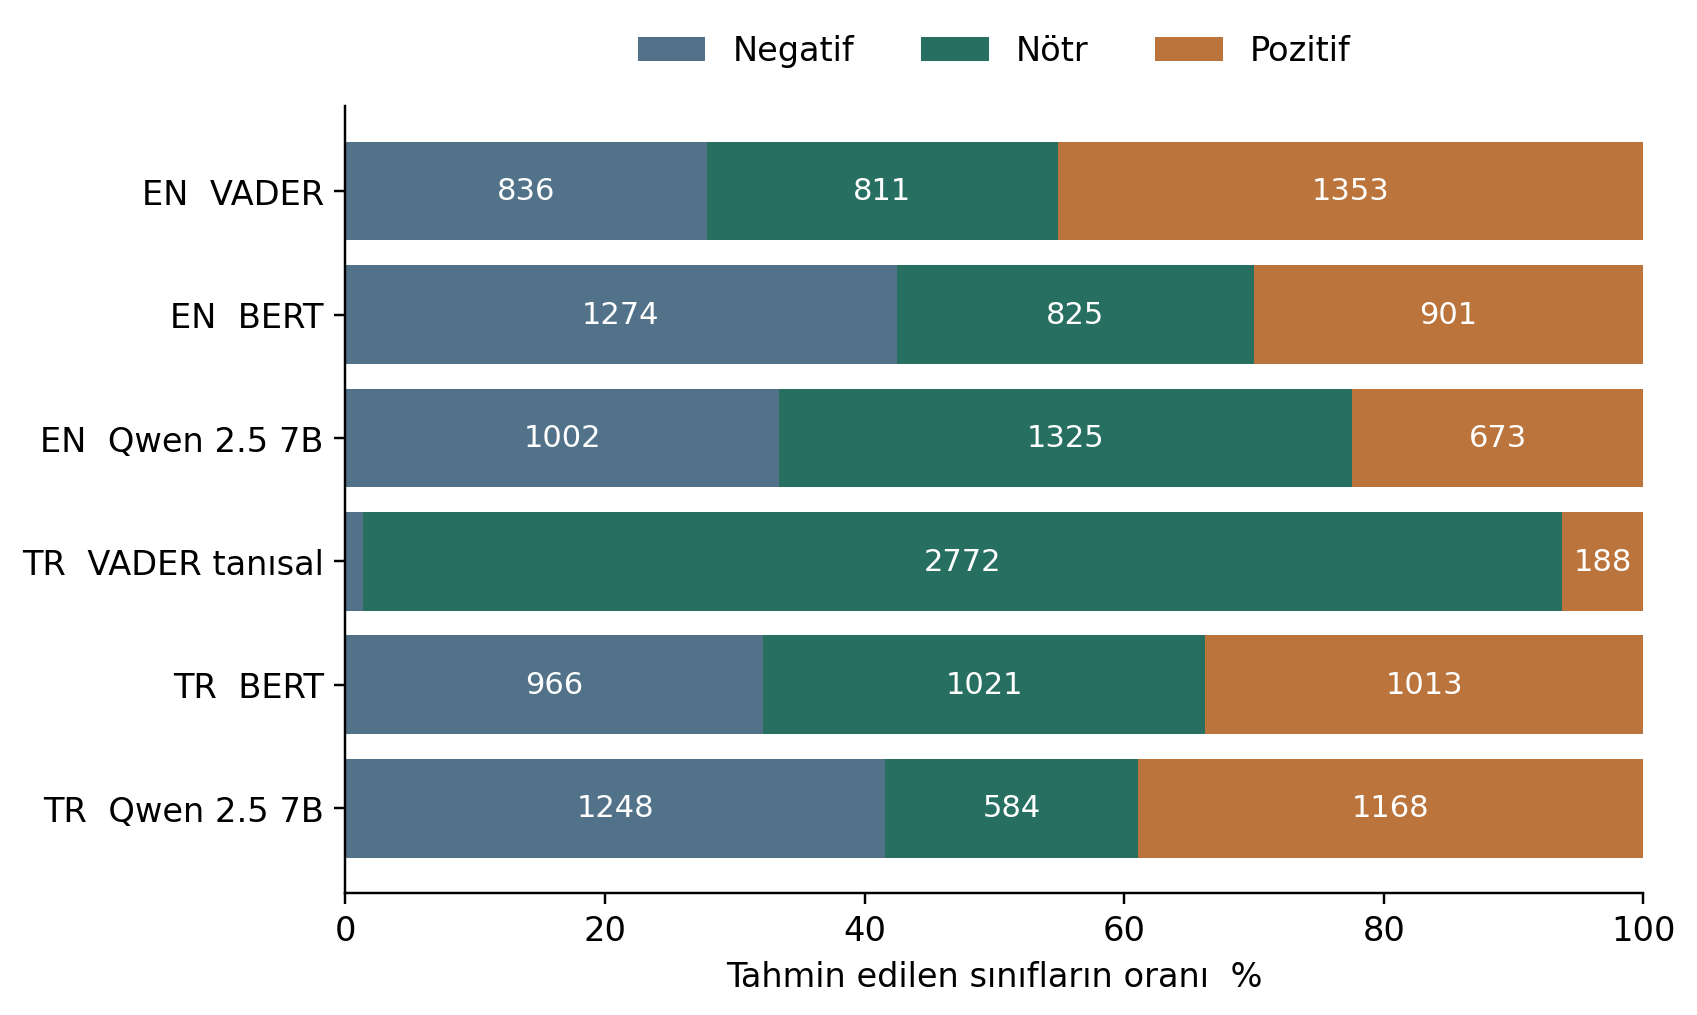 Negatif Nötr Pozitif
EN VADER 836 811 1353
EN BERT 1274 825 901
EN Qwen 2.5 7B 1002 1325 673
TR VADER tanısal 2772 188
TR BERT 966 1021 1013
TR Qwen 2.5 7B 1248 584 1168
0 20 40 60 80 100
Tahmin edilen sınıfların oranı %